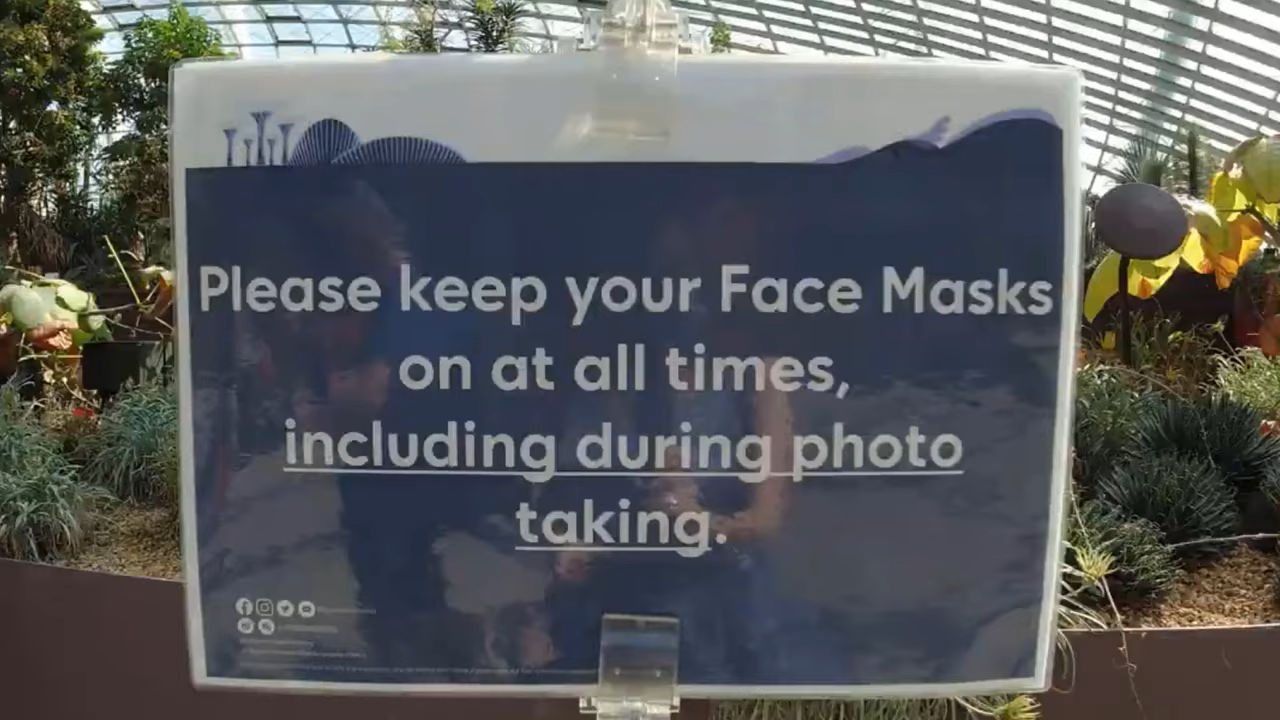 Please keep your Face Masks
on at all times,
including during photo
taking.